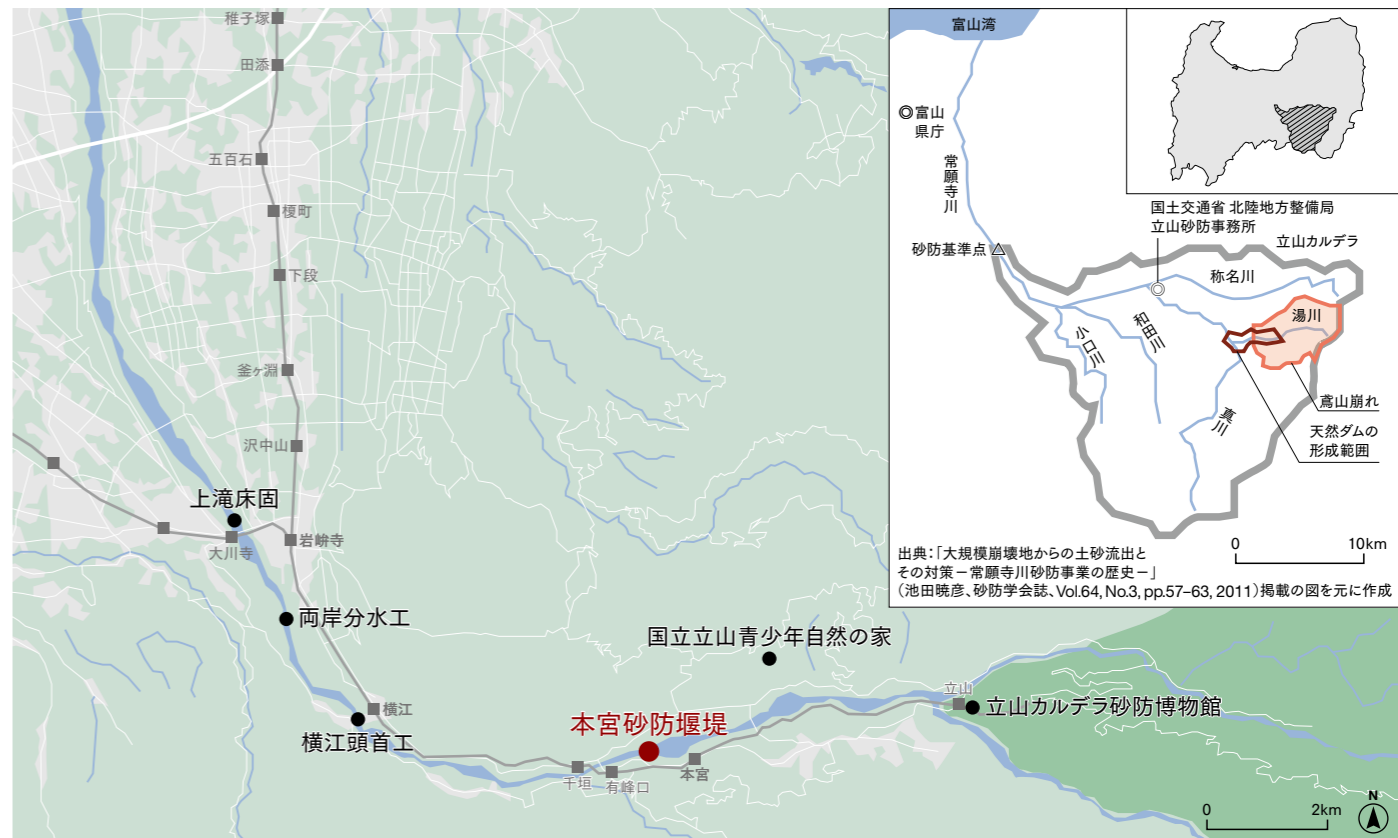 稚子塚
田添
五百石
榎町
下段
釜ヶ淵
沢中山
上滝床固
大川寺
岩峅寺
両岸分水工
横江
横江頭首工
国立立山青少年自然の家
本宮砂防堰堤
千垣
有峰口
本宮
立山
立山カルデラ砂防博物館
0
2km
N
富山湾
富山
県庁
常願寺川
砂防基準点
国土交通省 北陸地方整備局
立山砂防事務所
立山カルデラ
称名川
湯川
小口川
和田川
真川
鳶山崩れ
天然ダムの
形成範囲
0
10km
出典:「大規模崩壊地からの土砂流出と
その対策−常願寺川砂防事業の歴史−」
(池田暁彦、砂防学会誌、Vol.64, No.3, pp.57–63, 2011)掲載の図を元に作成